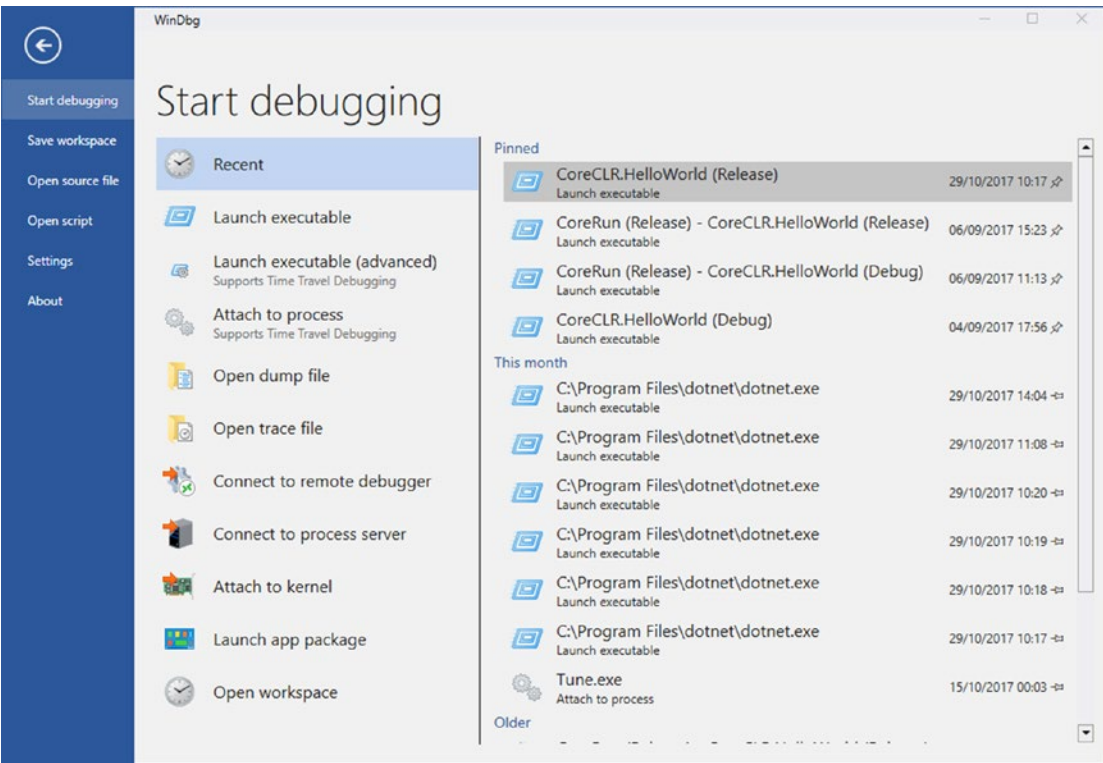 WinDbg
Start debugging
Save workspace
Open source file
Open script
Settings
About
Start debugging
Recent
Launch executable
Launch executable (advanced)
Supports Time Travel Debugging
Attach to process
Supports Time Travel Debugging
Open dump file
Open trace file
Connect to remote debugger
Connect to process server
Attach to kernel
Launch app package
Open workspace
Pinned
CoreCLR.HelloWorld (Release)
Launch executable
29/10/2017 10:17
CoreRun (Release) - CoreCLR.HelloWorld (Release)
Launch executable
06/09/2017 15:23
CoreRun (Release) - CoreCLR.HelloWorld (Debug)
Launch executable
06/09/2017 11:13
CoreCLR.HelloWorld (Debug)
Launch executable
04/09/2017 17:56
This month
C:\Program Files\dotnet\dotnet.exe
Launch executable
29/10/2017 14:04
C:\Program Files\dotnet\dotnet.exe
Launch executable
29/10/2017 11:08
C:\Program Files\dotnet\dotnet.exe
Launch executable
29/10/2017 10:20
C:\Program Files\dotnet\dotnet.exe
Launch executable
29/10/2017 10:19
C:\Program Files\dotnet\dotnet.exe
Launch executable
29/10/2017 10:18
C:\Program Files\dotnet\dotnet.exe
Launch executable
29/10/2017 10:17
Tune.exe
Attach to process
15/10/2017 00:03
Older